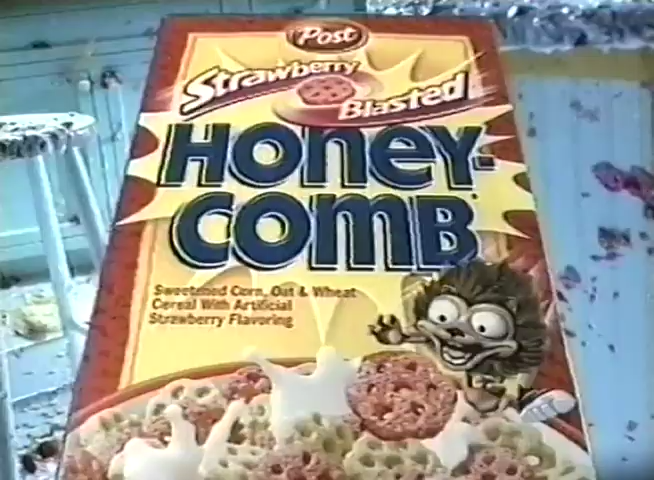 Post
Strawberry
Blasted
HONEY-
COMB
Sweetened Corn, Oat & Wheat
Cereal With Artificial
Strawberry Flavoring